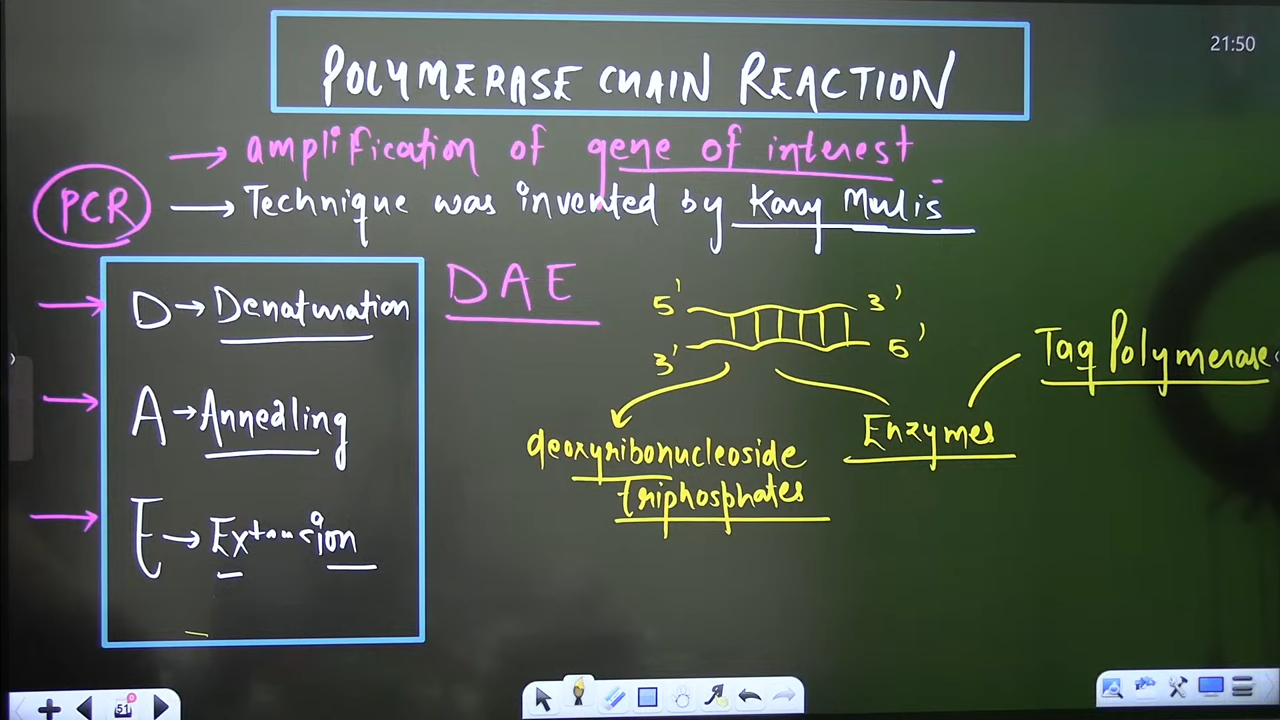 21:50
POLYMERASE CHAIN REACTION
→ amplification of gene of interest
PCR → Technique was invented by Kary Mulis
DAE
D → Denaturation
5' 3'
3' 5'
Taq Polymerase
A → Annealing
Enzymes
deoxyribonucleoside
triphosphates
E → Extension
51